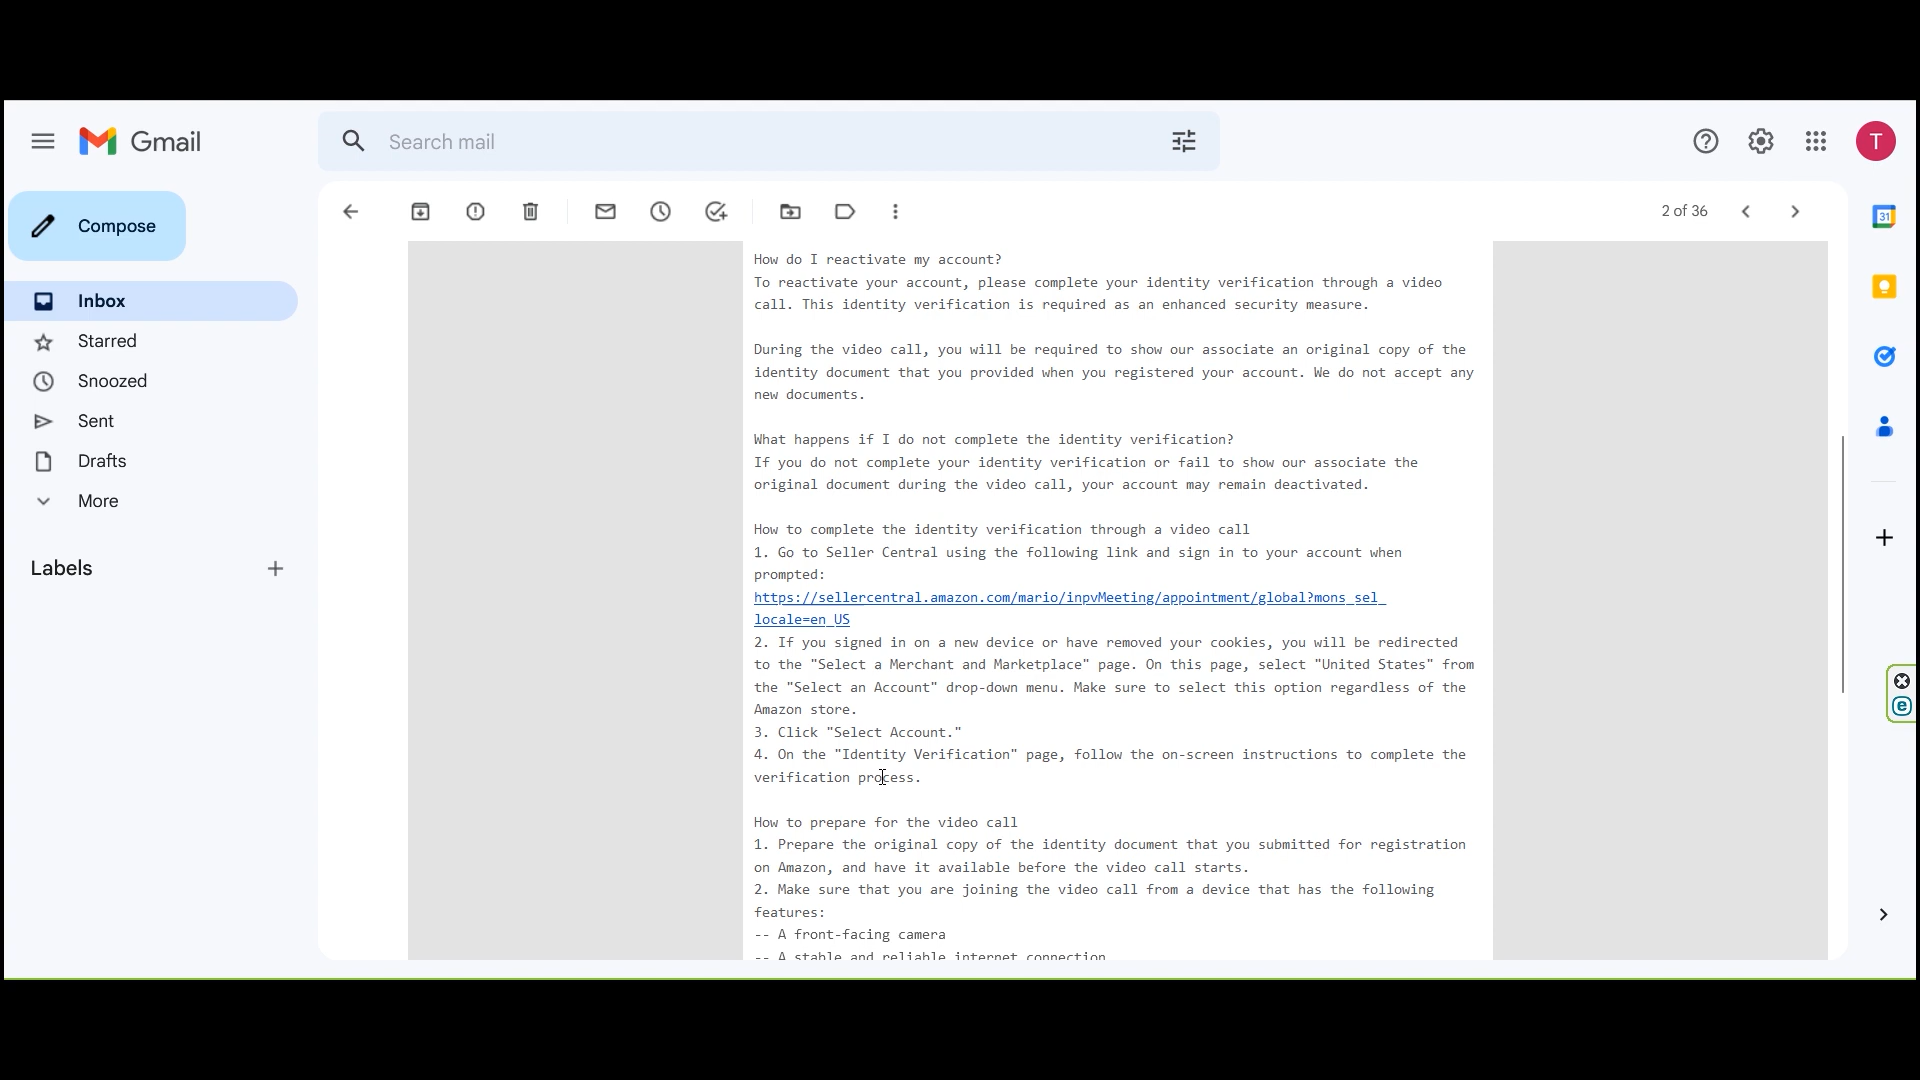 Gmail
Search mail
Compose
2 of 36
Inbox
Starred
Snoozed
Sent
Drafts
More
Labels
How do I reactivate my account?
To reactivate your account, please complete your identity verification through a video
call. This identity verification is required as an enhanced security measure.
During the video call, you will be required to show our associate an original copy of the
identity document that you provided when you registered your account. We do not accept any
new documents.
What happens if I do not complete the identity verification?
If you do not complete your identity verification or fail to show our associate the
original document during the video call, your account may remain deactivated.
How to complete the identity verification through a video call
1. Go to Seller Central using the following link and sign in to your account when
prompted:
https://sellercentral.amazon.com/mario/inpvMeeting/appointment/global?mons_sel_
locale=en_US
2. If you signed in on a new device or have removed your cookies, you will be redirected
to the "Select a Merchant and Marketplace" page. On this page, select "United States" from
the "Select an Account" drop-down menu. Make sure to select this option regardless of the
Amazon store.
3. Click "Select Account."
4. On the "Identity Verification" page, follow the on-screen instructions to complete the
verification process.
How to prepare for the video call
1. Prepare the original copy of the identity document that you submitted for registration
on Amazon, and have it available before the video call starts.
2. Make sure that you are joining the video call from a device that has the following
features:
-- A front-facing camera
-- A stable and reliable internet connection
T
31
e